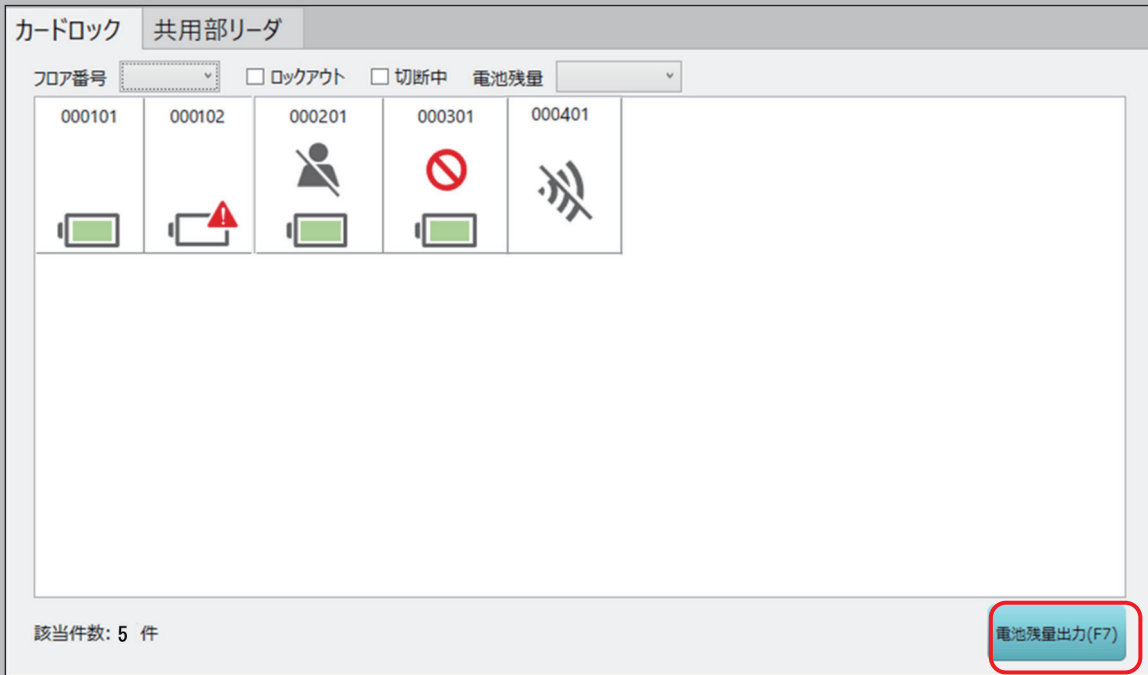 カードロック 共用部リーダ
フロア番号 ロックアウト 切断中 電池残量
000101 000102 000201 000301 000401
該当件数: 5 件
電池残量出力(F7)